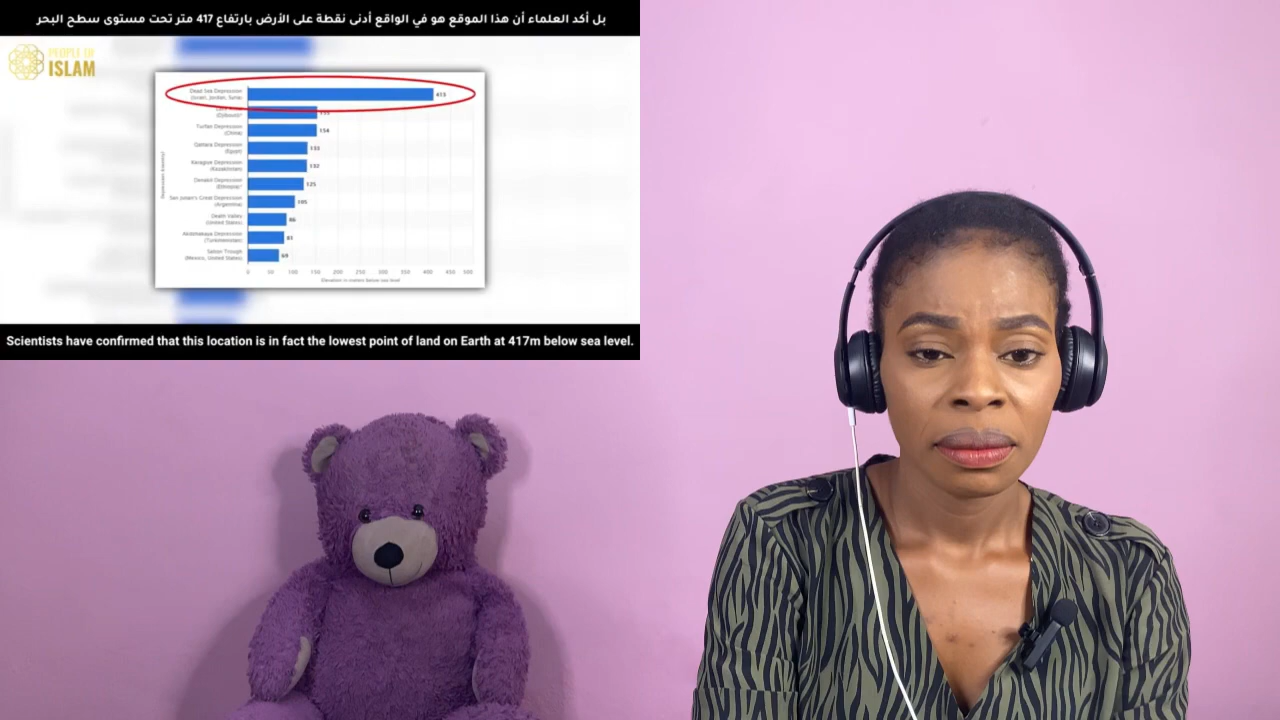 بل أكد العلماء أن هذا الموقع هو في الواقع أدنى نقطة على الأرض بارتفاع 417 متر تحت مستوى سطح البحر
PEOPLE OF
ISLAM
Dead Sea Depression
(Israel, Jordan, Syria)
413
(Djibouti)*
Turfan Depression
(China)
154
Qattara Depression
(Egypt)
133
Karagiye Depression
(Kazakhstan)
132
Denakil Depression
(Ethiopia)*
125
San Julian's Great Depression
(Argentina)
105
Death Valley
(United States)
86
Akdzhakaya Depression
(Turkmenistan)
81
Salton Trough
(Mexico, United States)
69
0 50 100 150 200 250 300 350 400 450 500
Elevation in meters below sea level
Scientists have confirmed that this location is in fact the lowest point of land on Earth at 417m below sea level.